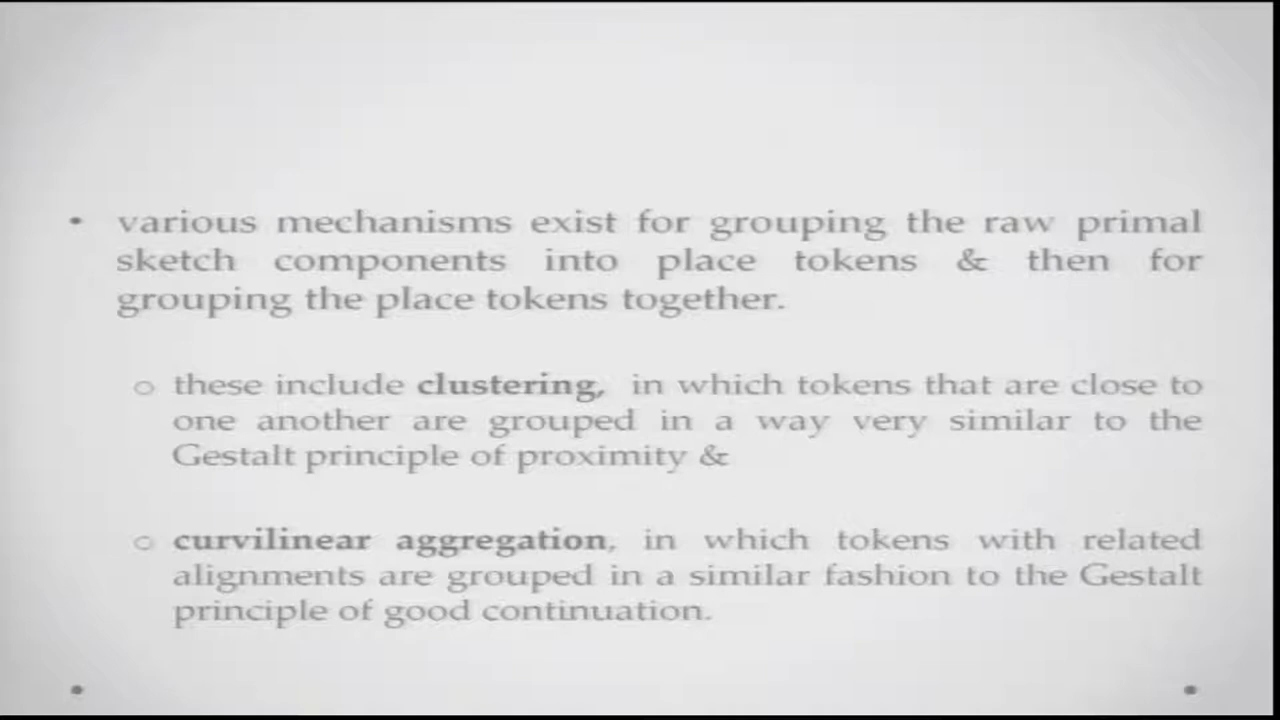 • various mechanisms exist for grouping the raw primal
sketch components into place tokens & then for
grouping the place tokens together.
o these include clustering, in which tokens that are close to
one another are grouped in a way very similar to the
Gestalt principle of proximity &
o curvilinear aggregation, in which tokens with related
alignments are grouped in a similar fashion to the Gestalt
principle of good continuation.